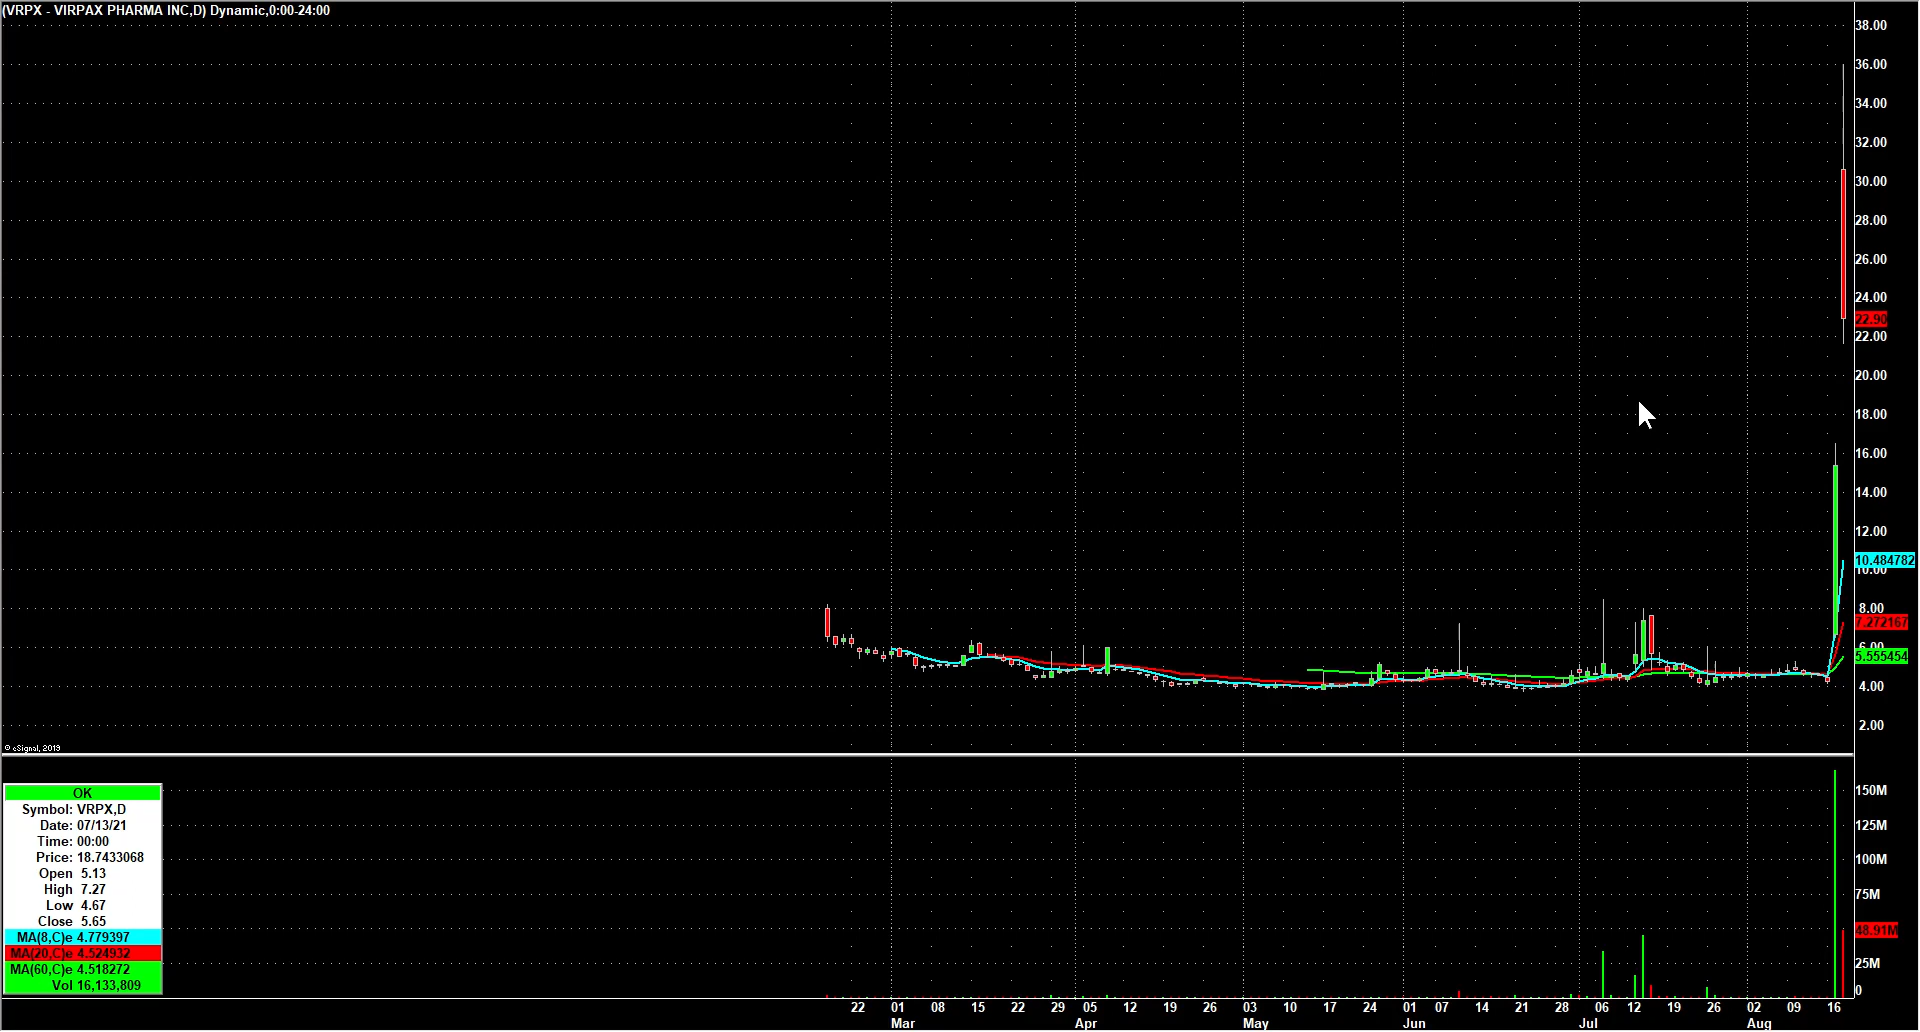 (VRPX - VIRPAX PHARMA INC,D) Dynamic,0:00-24:00
38.00
36.00
34.00
32.00
30.00
28.00
26.00
24.00
22.90
22.00
20.00
18.00
16.00
14.00
12.00
10.484782
10.00
8.00
7.272167
6.00
5.555454
4.00
2.00
© eSignal, 2019
OK
Symbol: VRPX,D
Date: 07/13/21
Time: 00:00
Price: 18.7433068
Open 5.13
High 7.27
Low 4.67
Close 5.65
MA(8,C)e 4.779397
MA(20,C)e 4.524932
MA(60,C)e 4.518272
Vol 16,133,809
150M
125M
100M
75M
48.91M
25M
0
22 01 08 15 22 29 05 12 19 26 03 10 17 24 01 07 14 21 28 06 12 19 26 02 09 16
Mar Apr May Jun Jul Aug